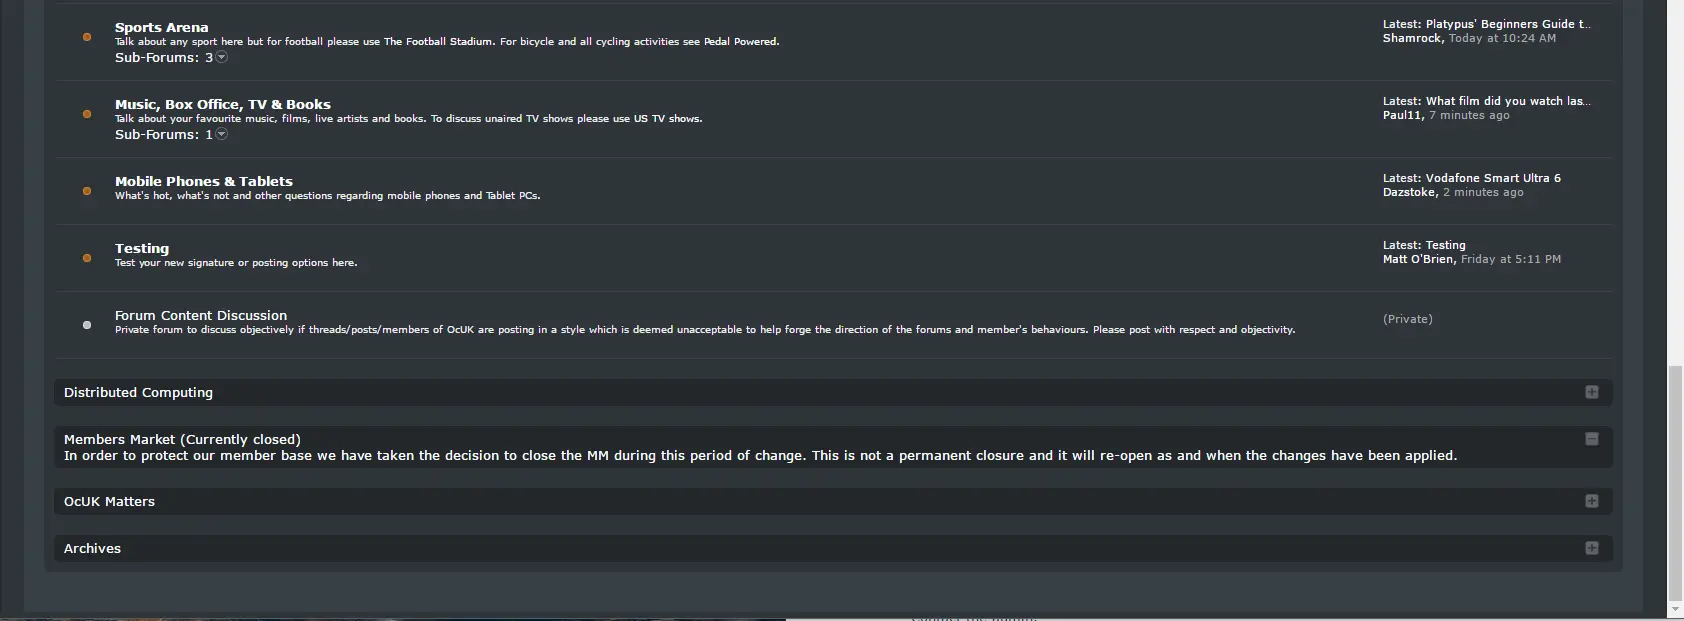 Sports Arena
Talk about any sport here but for football please use The Football Stadium. For bicycle and all cycling activities see Pedal Powered.
Sub-Forums: 3
Latest: Platypus' Beginners Guide t...
Shamrock, Today at 10:24 AM
Music, Box Office, TV & Books
Talk about your favourite music, films, live artists and books. To discuss unaired TV shows please use US TV shows.
Sub-Forums: 1
Latest: What film did you watch las...
Paul11, 7 minutes ago
Mobile Phones & Tablets
What's hot, what's not and other questions regarding mobile phones and Tablet PCs.
Latest: Vodafone Smart Ultra 6
Dazstoke, 2 minutes ago
Testing
Test your new signature or posting options here.
Latest: Testing
Matt O'Brien, Friday at 5:11 PM
Forum Content Discussion
Private forum to discuss objectively if threads/posts/members of OcUK are posting in a style which is deemed unacceptable to help forge the direction of the forums and member's behaviours. Please post with respect and objectivity.
(Private)
Distributed Computing
Members Market (Currently closed)
In order to protect our member base we have taken the decision to close the MM during this period of change. This is not a permanent closure and it will re-open as and when the changes have been applied.
OcUK Matters
Archives